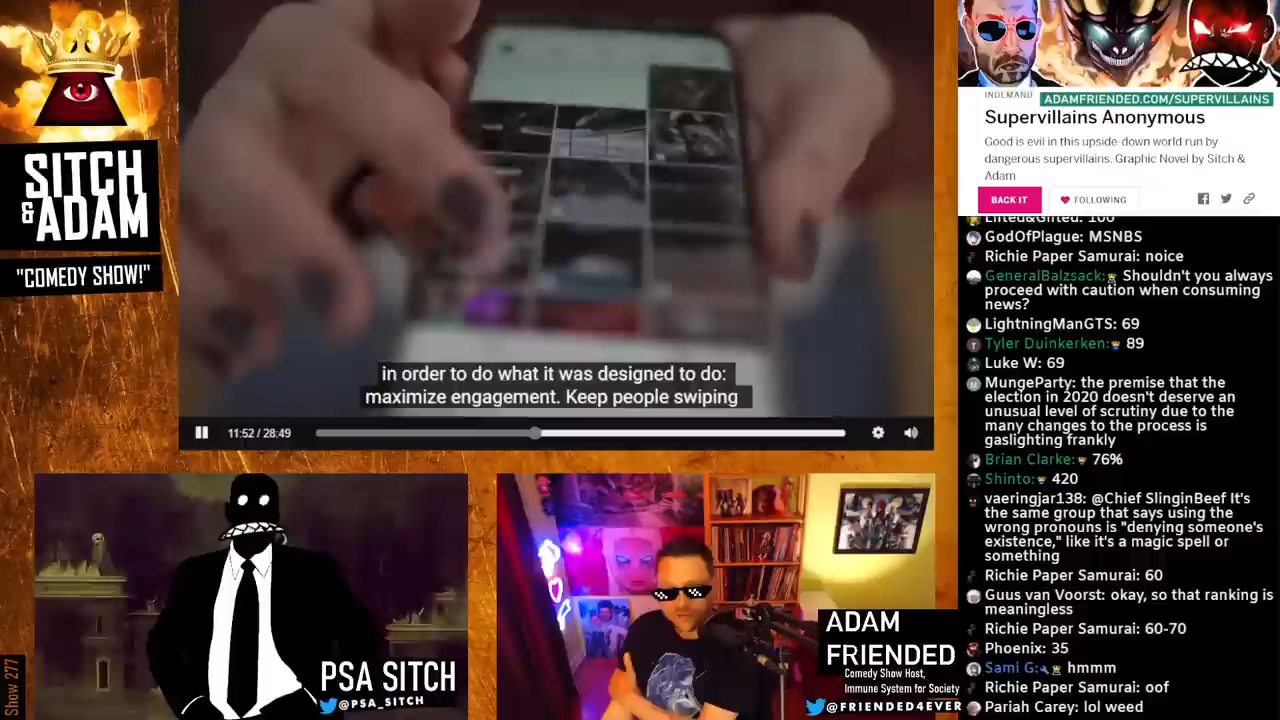 SITCH
& ADAM
"COMEDY SHOW!"
in order to do what it was designed to do:
maximize engagement. Keep people swiping
11:52 / 28:49
INDEMAND
ADAMFRIENDED.COM/SUPERVILLAINS
Supervillains Anonymous
Good is evil in this upside-down world run by
dangerous supervillains. Graphic Novel by Sitch &
Adam
BACK IT
FOLLOWING
Lifted&Gifted: 100
GodOfPlague: MSNBS
Richie Paper Samurai: noice
GeneralBalzsack: Shouldn't you always
proceed with caution when consuming
news?
LightningManGTS: 69
Tyler Duinkerken: 89
Luke W: 69
MungeParty: the premise that the
election in 2020 doesn't deserve an
unusual level of scrutiny due to the
many changes to the process is
gaslighting frankly
Brian Clarke: 76%
Shinto: 420
vaeringjar138: @Chief SlinginBeef It's
the same group that says using the
wrong pronouns is "denying someone's
existence," like it's a magic spell or
something
Richie Paper Samurai: 60
Guus van Voorst: okay, so that ranking is
meaningless
Richie Paper Samurai: 60-70
Phoenix: 35
Sami G: hmmm
Richie Paper Samurai: oof
Pariah Carey: lol weed
PSA SITCH
@PSA_SITCH
ADAM
FRIENDED
Comedy Show Host,
Immune System for Society
@FRIENDED4EVER
Show 277